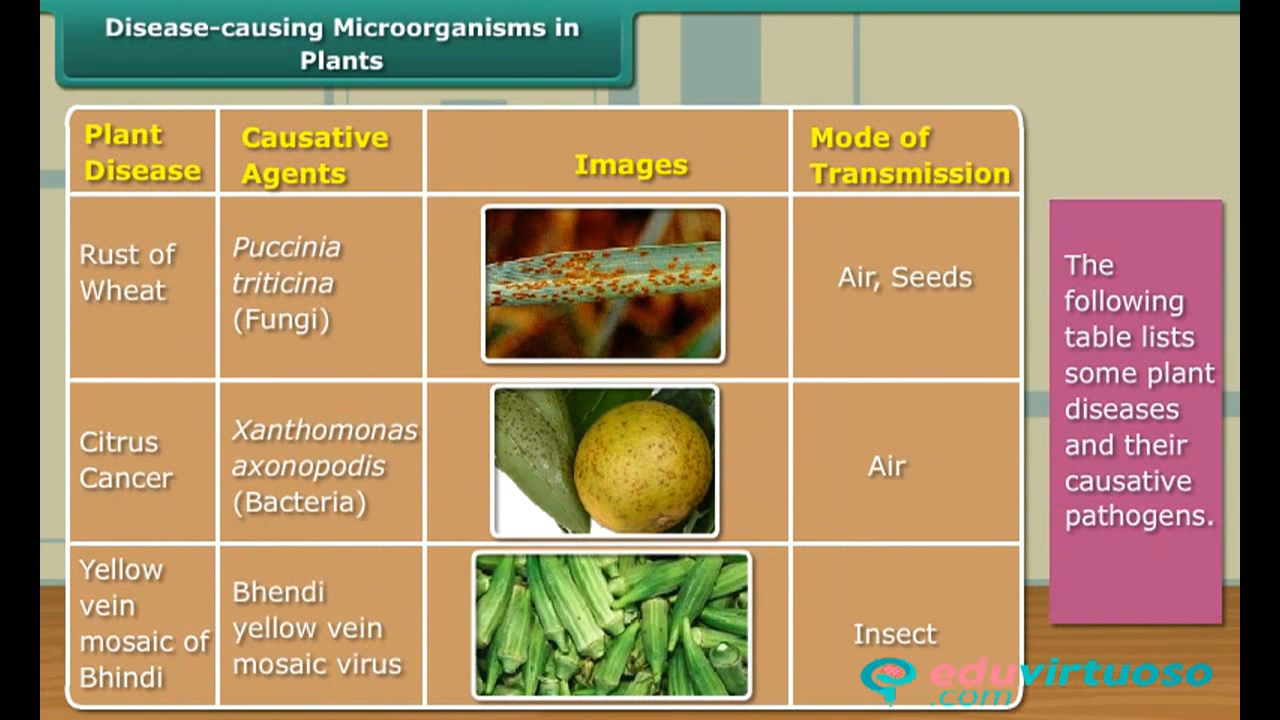 Disease-causing Microorganisms in
Plants
Plant
Disease
Causative
Agents
Images
Mode of
Transmission
Rust of
Wheat
Puccinia
triticina
(Fungi)
Air, Seeds
Citrus
Cancer
Xanthomonas
axonopodis
(Bacteria)
Air
Yellow
vein
mosaic of
Bhindi
Bhendi
yellow vein
mosaic virus
Insect
The
following
table lists
some plant
diseases
and their
causative
pathogens.
eduvirtuoso
.com